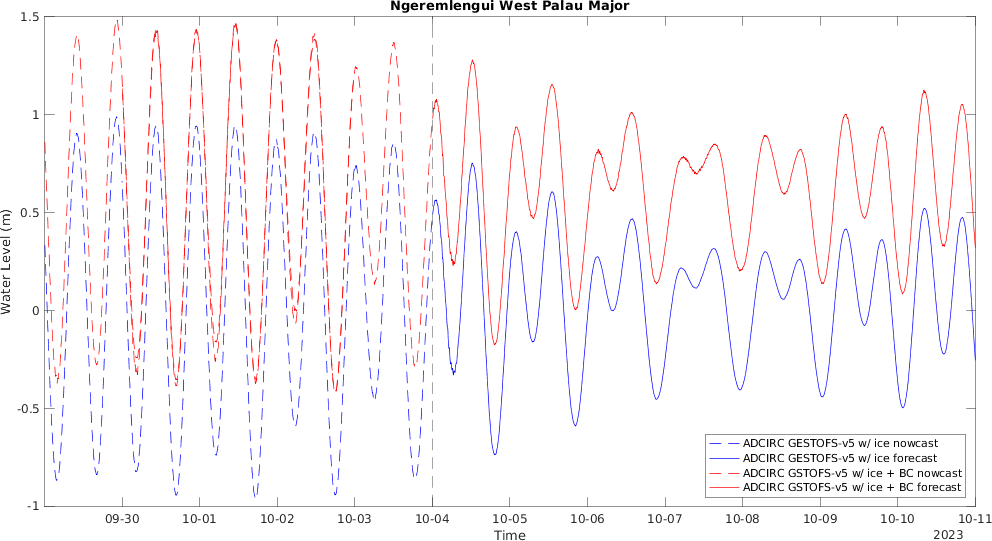 Ngeremlengui West Palau Major
1.5
1
0.5
0
-0.5
-1
Water Level (m)
ADCIRC GESTOFS-v5 w/ ice nowcast
ADCIRC GESTOFS-v5 w/ ice forecast
ADCIRC GSTOFS-v5 w/ ice + BC nowcast
ADCIRC GSTOFS-v5 w/ ice + BC forecast
09-30 10-01 10-02 10-03 10-04 10-05 10-06 10-07 10-08 10-09 10-10 10-11
Time
2023